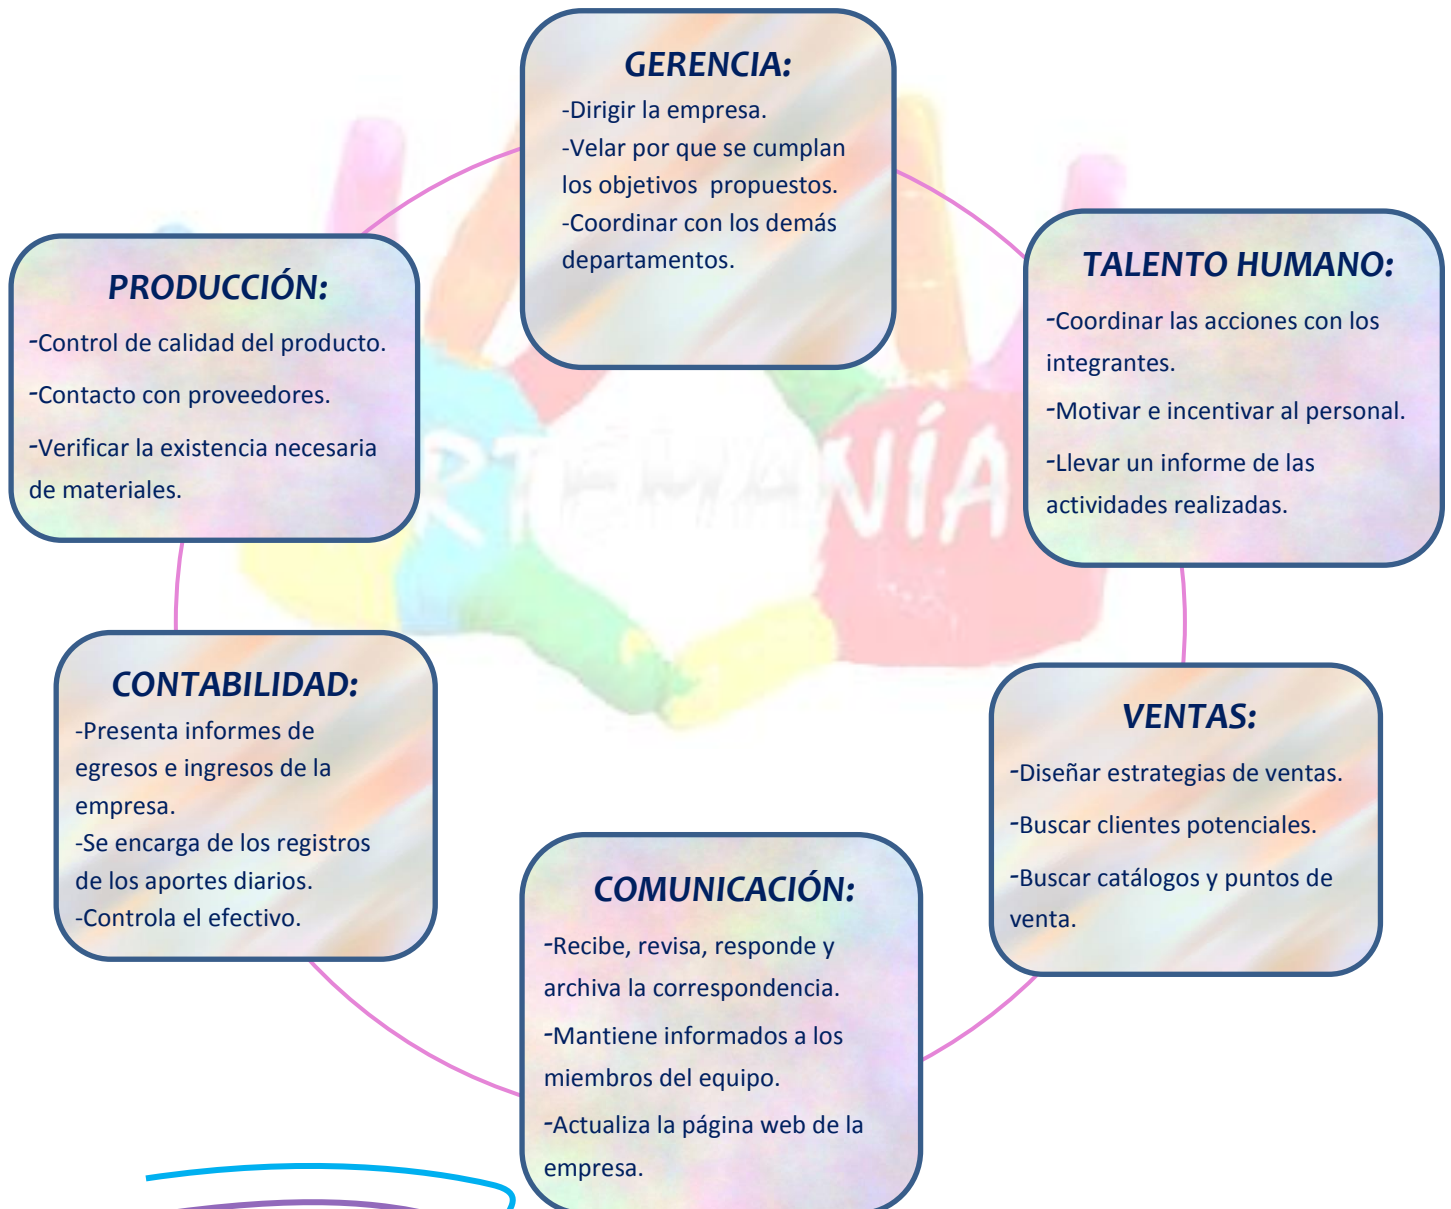 GERENCIA:
-Dirigir la empresa.
-Velar por que se cumplan
los objetivos propuestos.
-Coordinar con los demás
departamentos.
TALENTO HUMANO:
-Coordinar las acciones con los
integrantes.
-Motivar e incentivar al personal.
-Llevar un informe de las
actividades realizadas.
PRODUCCIÓN:
-Control de calidad del producto.
-Contacto con proveedores.
-Verificar la existencia necesaria
de materiales.
RTEMANÍA
CONTABILIDAD:
-Presenta informes de
egresos e ingresos de la
empresa.
-Se encarga de los registros
de los aportes diarios.
-Controla el efectivo.
VENTAS:
-Diseñar estrategias de ventas.
-Buscar clientes potenciales.
-Buscar catálogos y puntos de
venta.
COMUNICACIÓN:
-Recibe, revisa, responde y
archiva la correspondencia.
-Mantiene informados a los
miembros del equipo.
-Actualiza la página web de la
empresa.